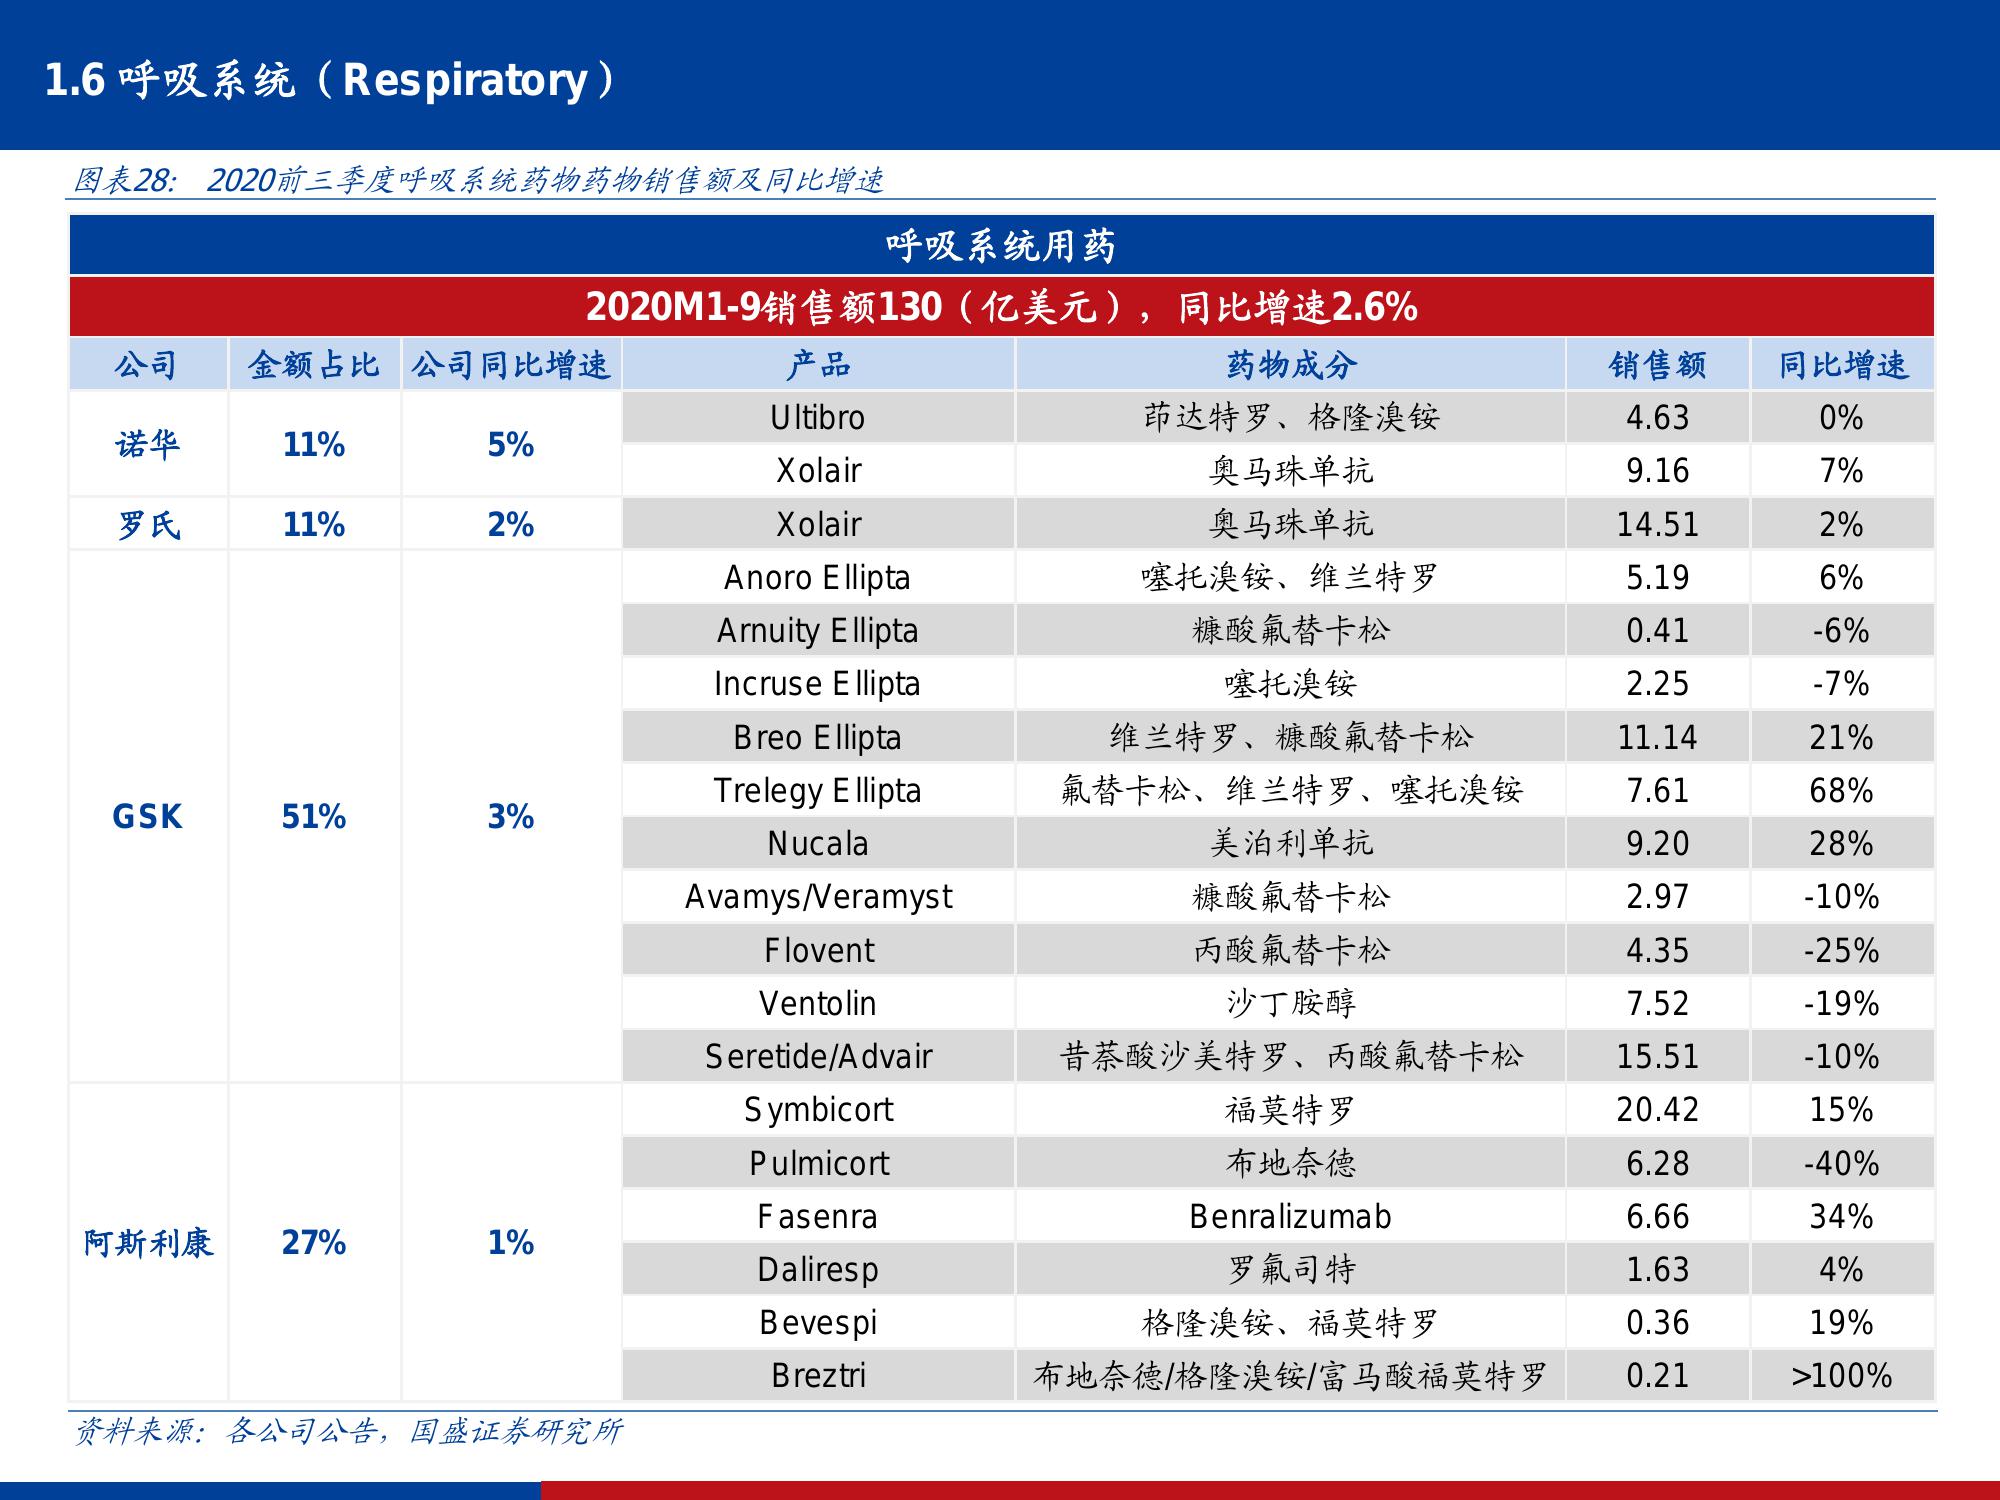 1.6 呼吸系统（Respiratory）
图表28： 2020前三季度呼吸系统药物药物销售额及同比增速
呼吸系统用药
2020M1-9销售额130（亿美元），同比增速2.6%
公司 金额占比 公司同比增速 产品 药物成分 销售额 同比增速
诺华 11% 5% Ultibro 茚达特罗、格隆溴铵 4.63 0%
Xolair 奥马珠单抗 9.16 7%
罗氏 11% 2% Xolair 奥马珠单抗 14.51 2%
GSK 51% 3% Anoro Ellipta 噻托溴铵、维兰特罗 5.19 6%
Arnuity Ellipta 糠酸氟替卡松 0.41 -6%
Incruse Ellipta 噻托溴铵 2.25 -7%
Breo Ellipta 维兰特罗、糠酸氟替卡松 11.14 21%
Trelegy Ellipta 氟替卡松、维兰特罗、噻托溴铵 7.61 68%
Nucala 美泊利单抗 9.20 28%
Avamys/Veramyst 糠酸氟替卡松 2.97 -10%
Flovent 丙酸氟替卡松 4.35 -25%
Ventolin 沙丁胺醇 7.52 -19%
Seretide/Advair 昔萘酸沙美特罗、丙酸氟替卡松 15.51 -10%
阿斯利康 27% 1% Symbicort 福莫特罗 20.42 15%
Pulmicort 布地奈德 6.28 -40%
Fasenra Benralizumab 6.66 34%
Daliresp 罗氟司特 1.63 4%
Bevespi 格隆溴铵、福莫特罗 0.36 19%
Breztri 布地奈德/格隆溴铵/富马酸福莫特罗 0.21 >100%
资料来源：各公司公告，国盛证券研究所